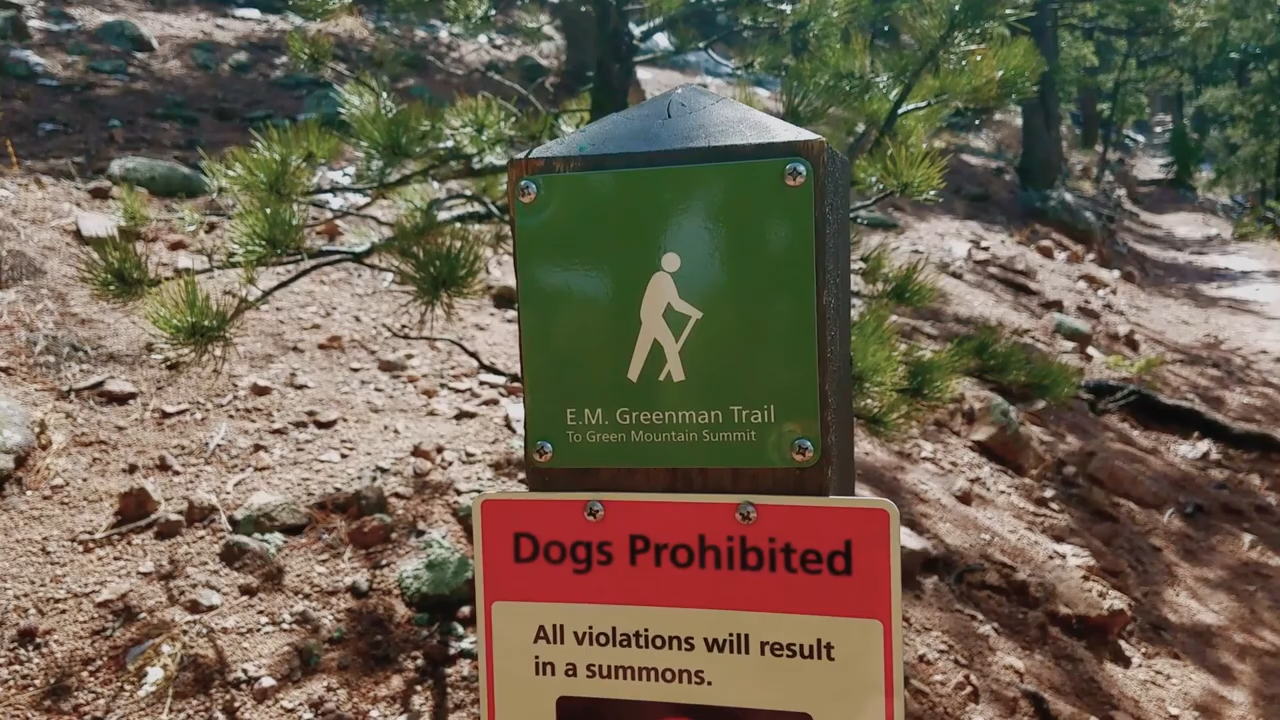 E.M. Greenman Trail
To Green Mountain Summit
Dogs Prohibited
All violations will result
in a summons.